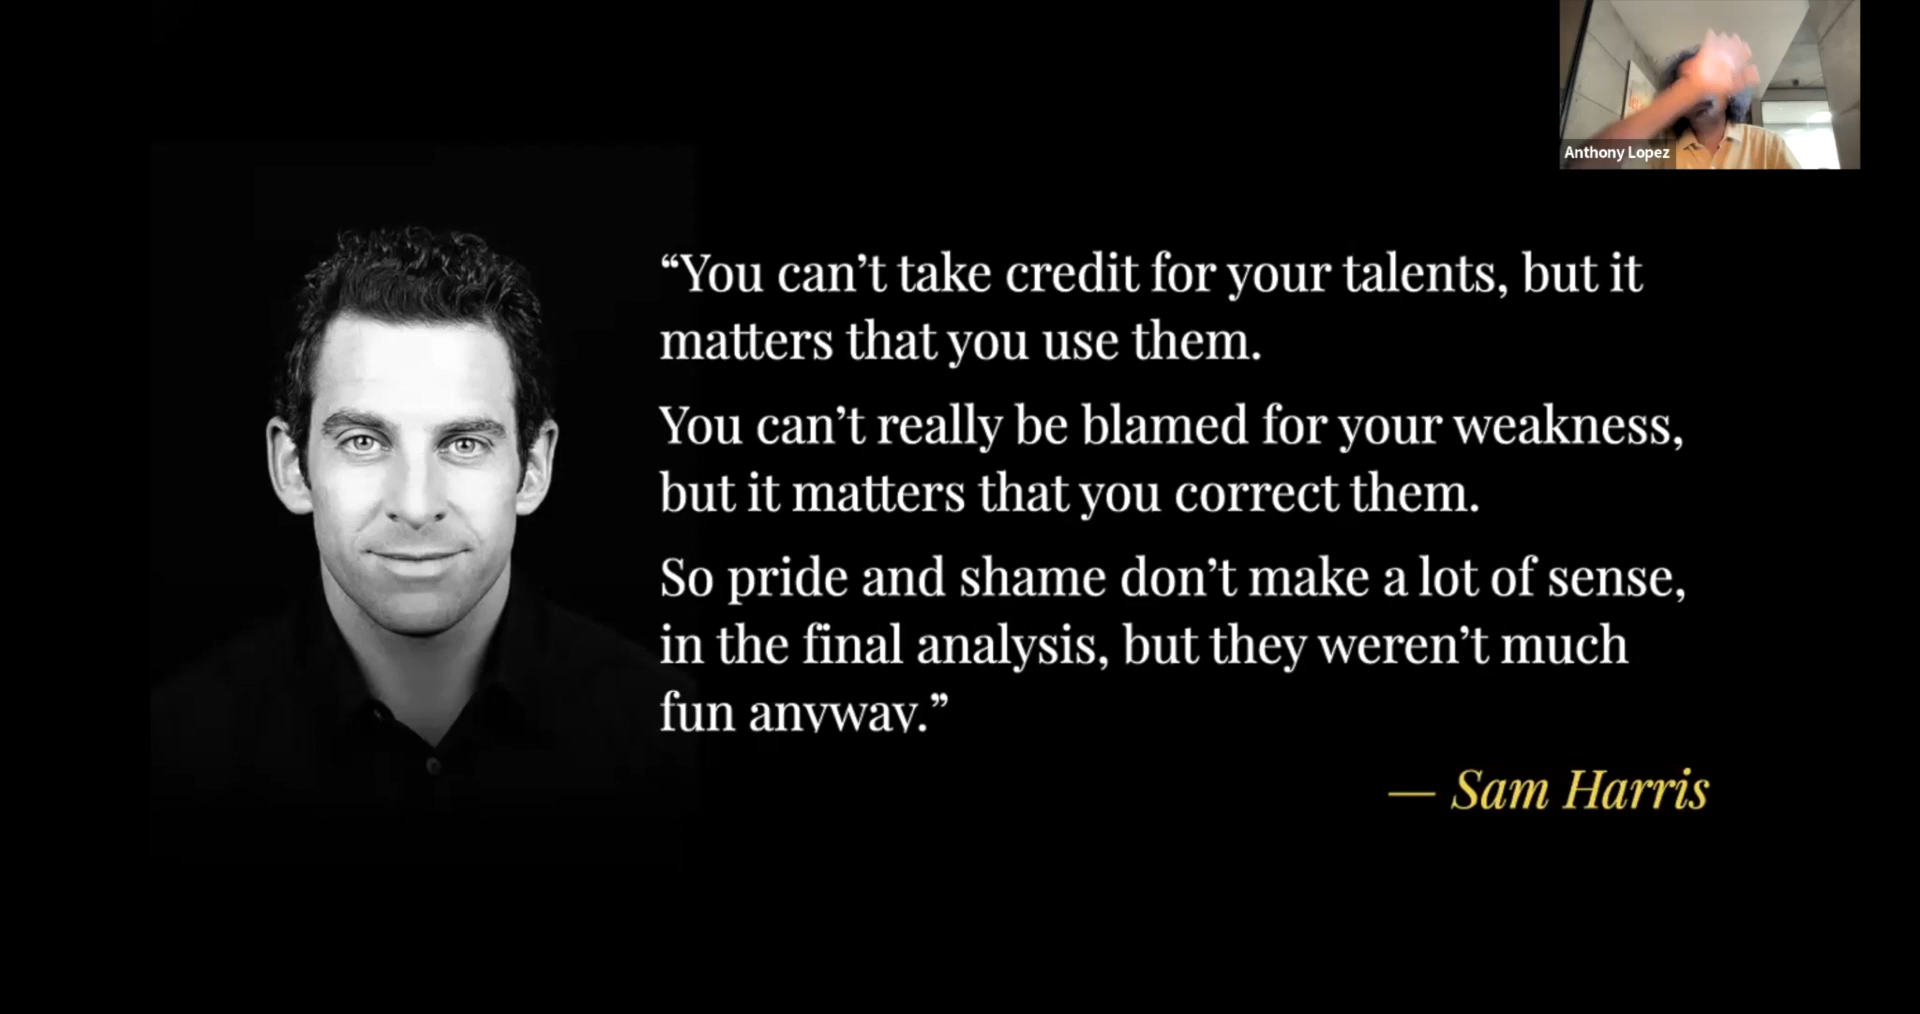 Anthony Lopez
“You can’t take credit for your talents, but it
matters that you use them.
You can’t really be blamed for your weakness,
but it matters that you correct them.
So pride and shame don’t make a lot of sense,
in the final analysis, but they weren’t much
fun anyway.”
— Sam Harris